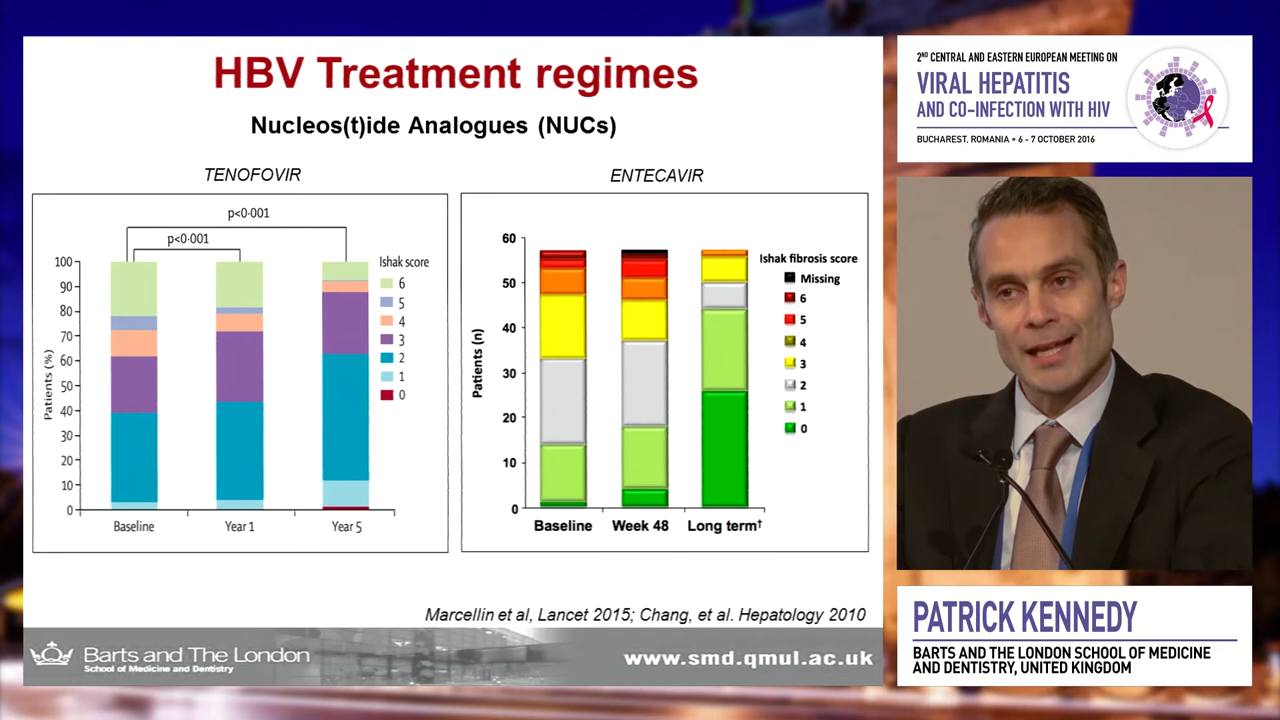 HBV Treatment regimes
Nucleos(t)ide Analogues (NUCs)
TENOFOVIR
p<0·001
p<0·001
Patients (%)
100
90
80
70
60
50
40
30
20
10
0
Baseline
Year 1
Year 5
Ishak score
6
5
4
3
2
1
0
ENTECAVIR
Patients (n)
60
50
40
30
20
10
0
Baseline
Week 48
Long term†
Ishak fibrosis score
Missing
6
5
4
3
2
1
0
Marcellin et al, Lancet 2015; Chang, et al. Hepatology 2010
Barts and The London
School of Medicine and Dentistry
www.smd.qmul.ac.uk
2ND CENTRAL AND EASTERN EUROPEAN MEETING ON
VIRAL HEPATITIS
AND CO-INFECTION WITH HIV
BUCHAREST, ROMANIA • 6 - 7 OCTOBER 2016
PATRICK KENNEDY
BARTS AND THE LONDON SCHOOL OF MEDICINE
AND DENTISTRY, UNITED KINGDOM